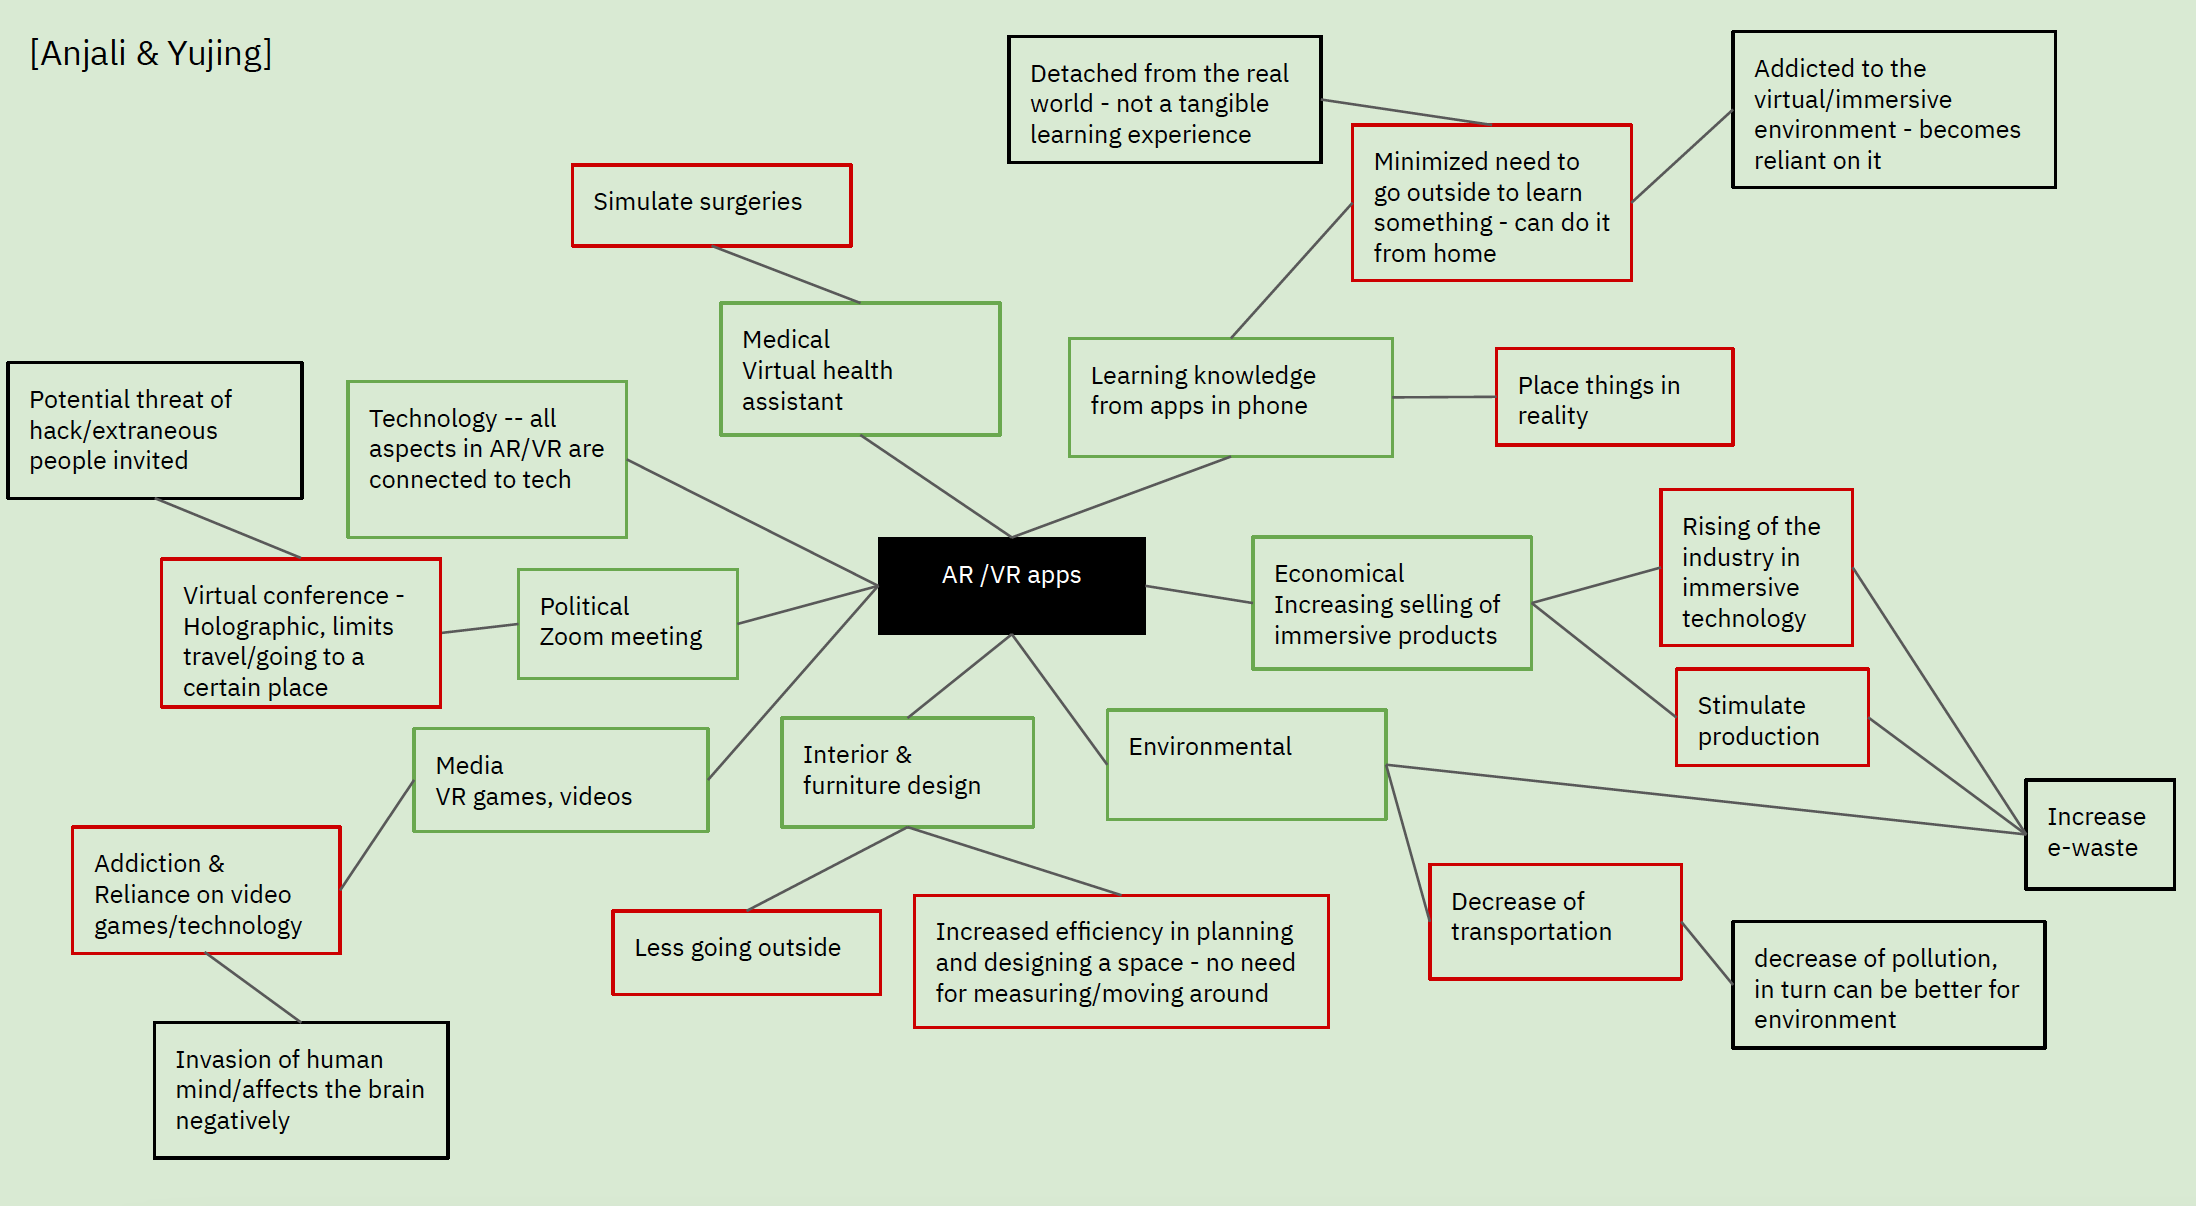 [Anjali & Yujing]
Detached from the real
world - not a tangible
learning experience
Addicted to the
virtual/immersive
environment - becomes
reliant on it
Minimized need to
go outside to learn
something - can do it
from home
Simulate surgeries
Medical
Virtual health
assistant
Learning knowledge
from apps in phone
Place things in
reality
Potential threat of
hack/extraneous
people invited
Technology -- all
aspects in AR/VR are
connected to tech
Rising of the
industry in
immersive
technology
AR /VR apps
Economical
Increasing selling of
immersive products
Virtual conference -
Holographic, limits
travel/going to a
certain place
Political
Zoom meeting
Stimulate
production
Media
VR games, videos
Interior &
furniture design
Environmental
Increase
e-waste
Addiction &
Reliance on video
games/technology
Less going outside
Increased efficiency in planning
and designing a space - no need
for measuring/moving around
Decrease of
transportation
decrease of pollution,
in turn can be better for
environment
Invasion of human
mind/affects the brain
negatively